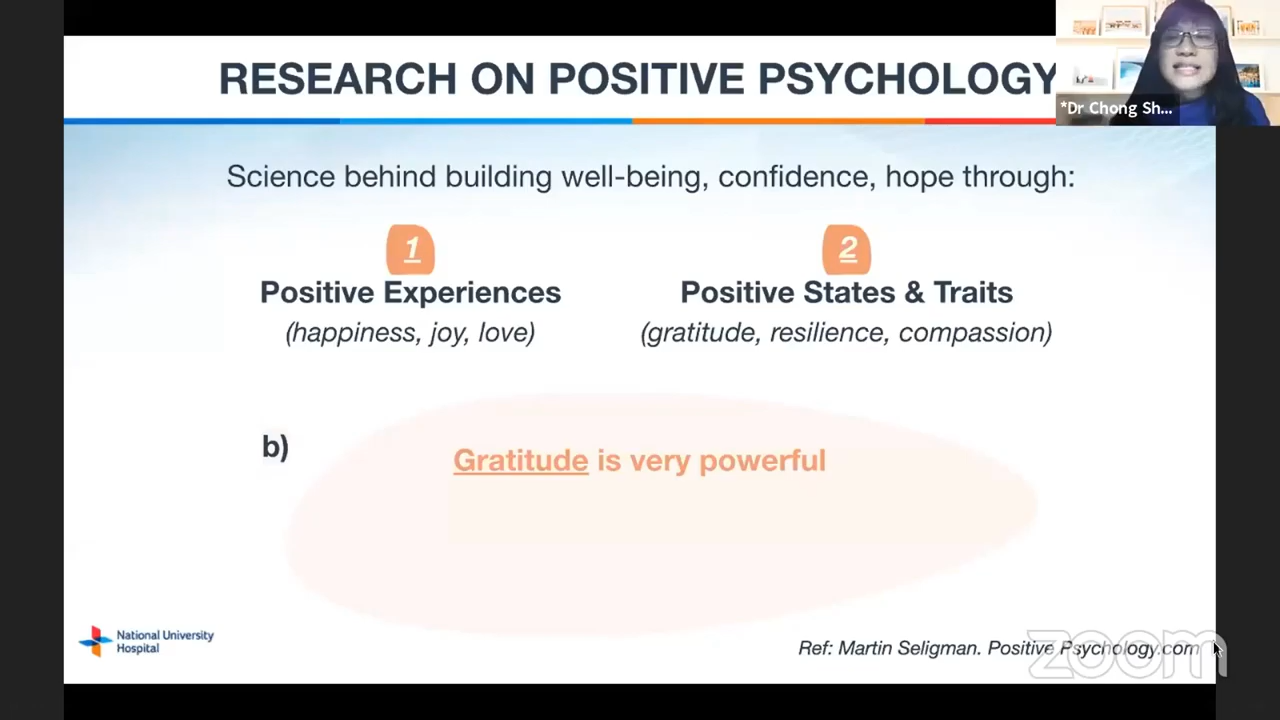 RESEARCH ON POSITIVE PSYCHOLOGY
*Dr Chong Sh...
Science behind building well-being, confidence, hope through:
1
Positive Experiences
(happiness, joy, love)
2
Positive States & Traits
(gratitude, resilience, compassion)
b)
Gratitude is very powerful
National University
Hospital
Ref: Martin Seligman. Positive Psychology.com
zoom